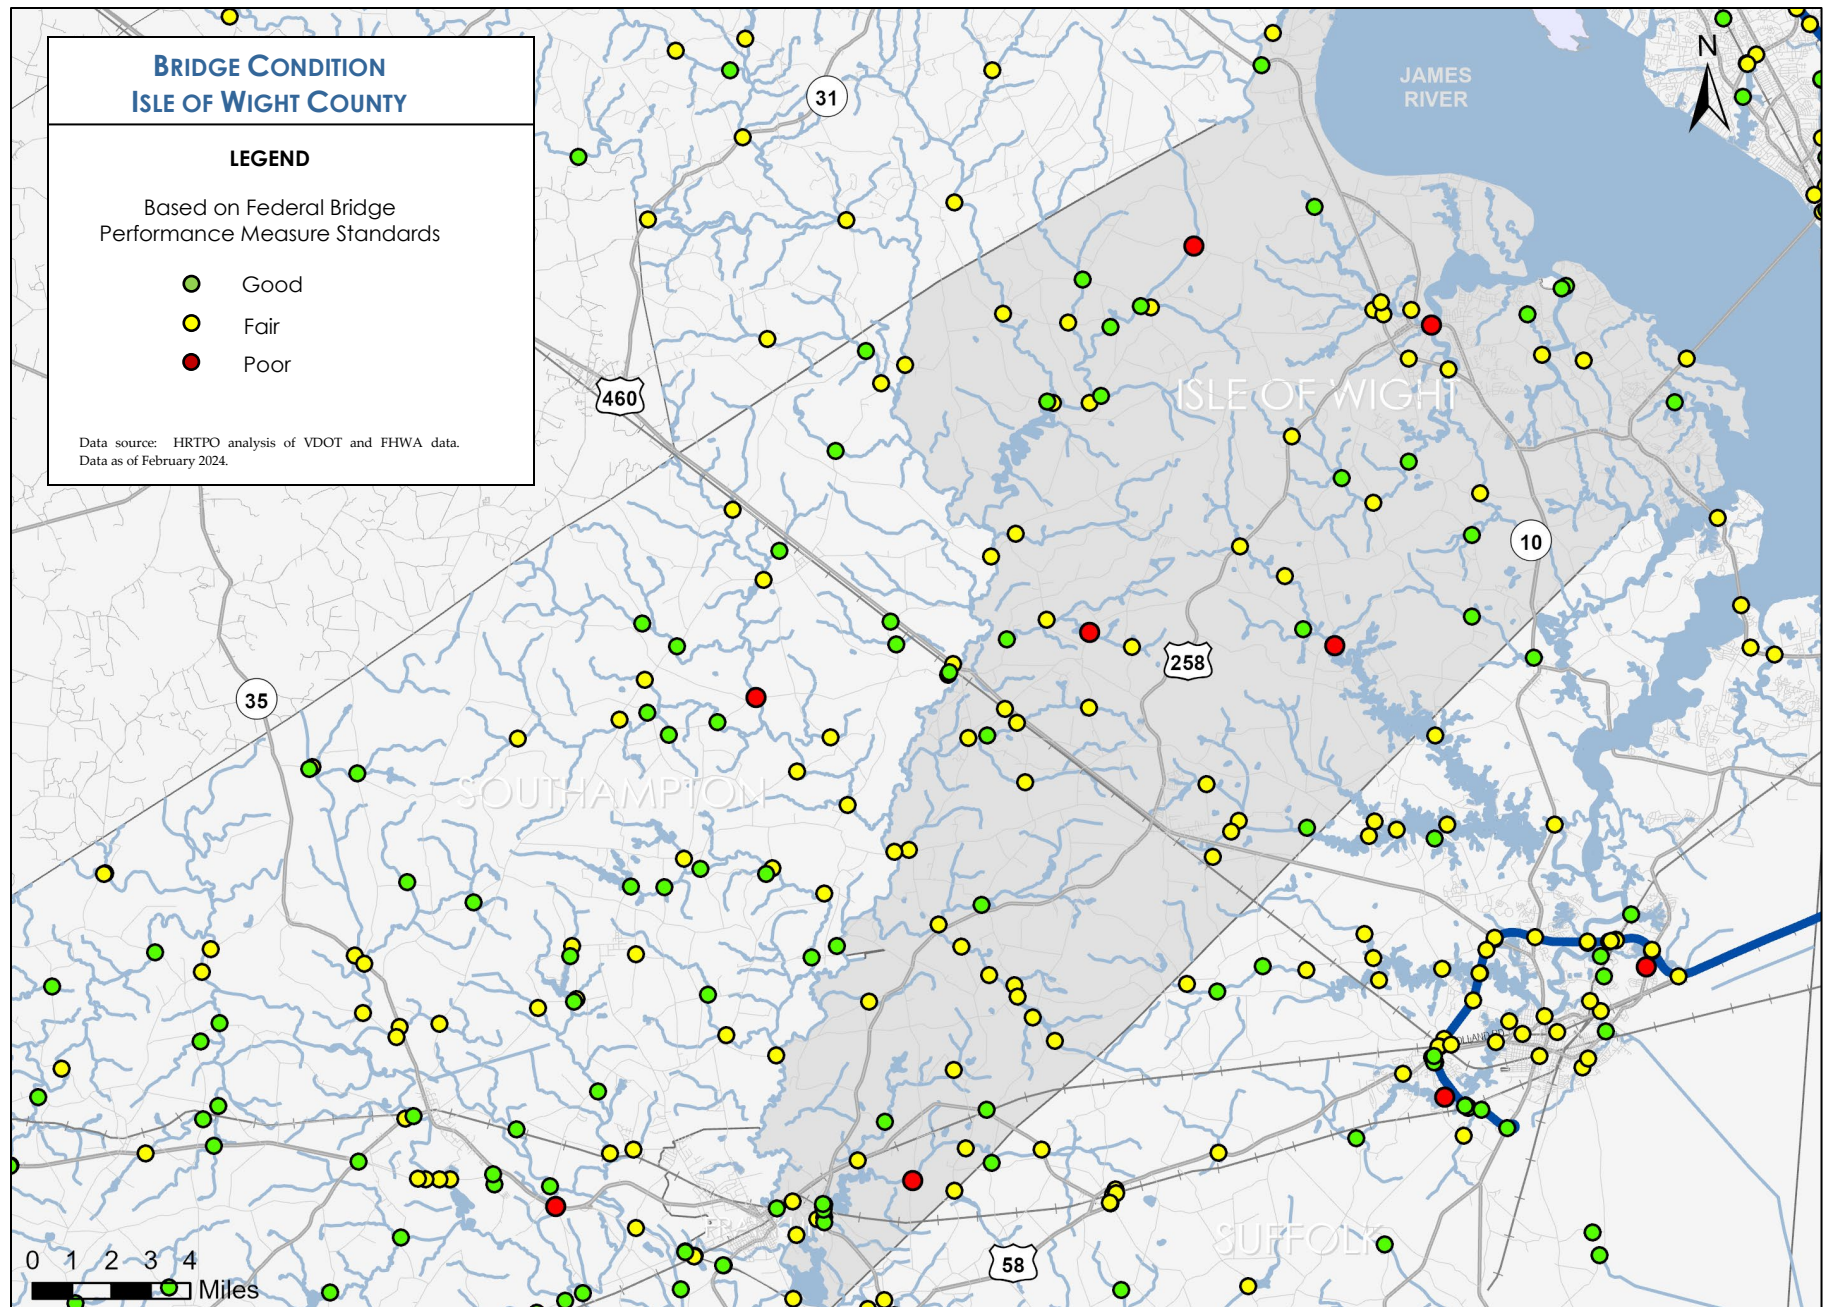 BRIDGE CONDITION
ISLE OF WIGHT COUNTY
LEGEND
Based on Federal Bridge
Performance Measure Standards
Good
Fair
Poor
Data source: HRTPO analysis of VDOT and FHWA data.
Data as of February 2024.
31
JAMES
RIVER
N
460
ISLE OF WIGHT
10
258
35
SOUTHAMPTON
SUFFOLK
58
0 1 2 3 4
Miles